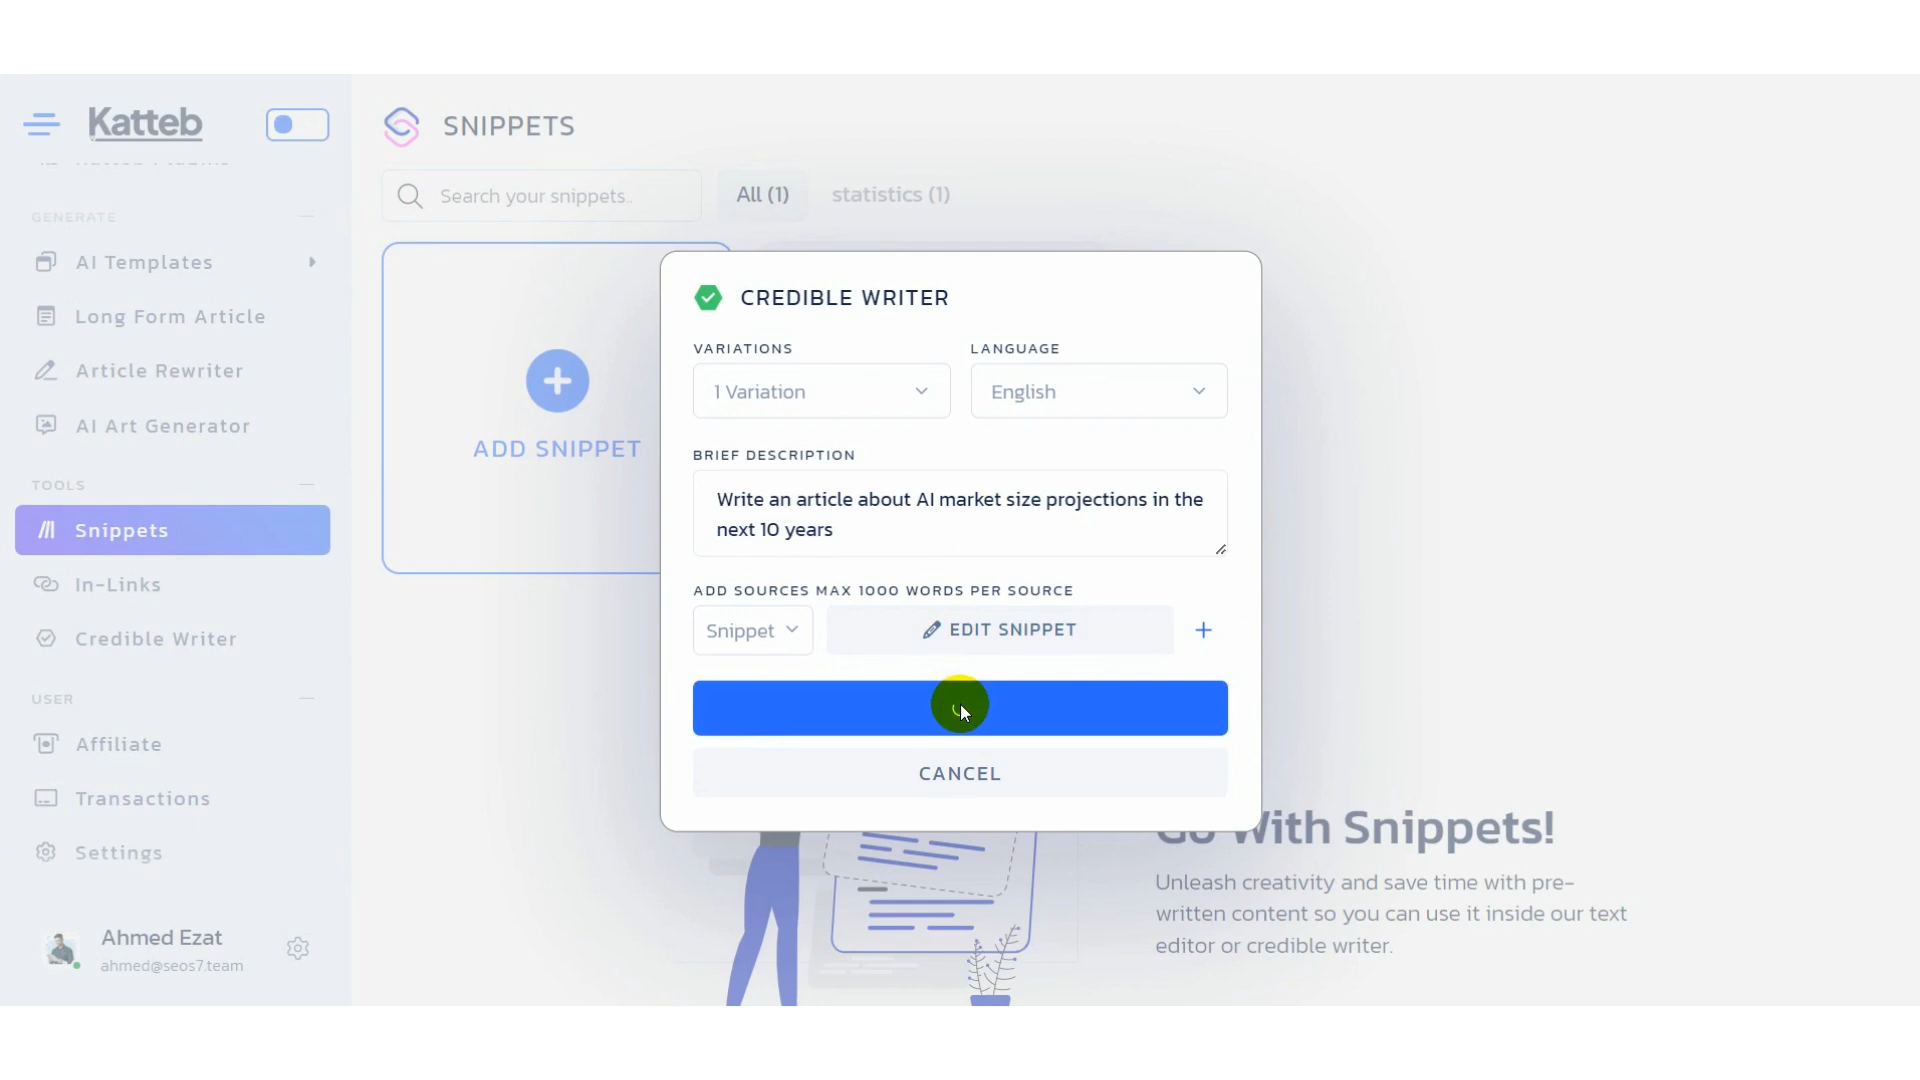 Katteb
SNIPPETS
Search your snippets..
All (1)
statistics (1)
GENERATE
AI Templates
Long Form Article
Article Rewriter
AI Art Generator
TOOLS
Snippets
In-Links
Credible Writer
USER
Affiliate
Transactions
Settings
Ahmed Ezat
ahmed@seos7.team
ADD SNIPPET
CREDIBLE WRITER
VARIATIONS
LANGUAGE
1 Variation
English
BRIEF DESCRIPTION
Write an article about AI market size projections in the
next 10 years
ADD SOURCES MAX 1000 WORDS PER SOURCE
Snippet
EDIT SNIPPET
CANCEL
Go With Snippets!
Unleash creativity and save time with pre-
written content so you can use it inside our text
editor or credible writer.